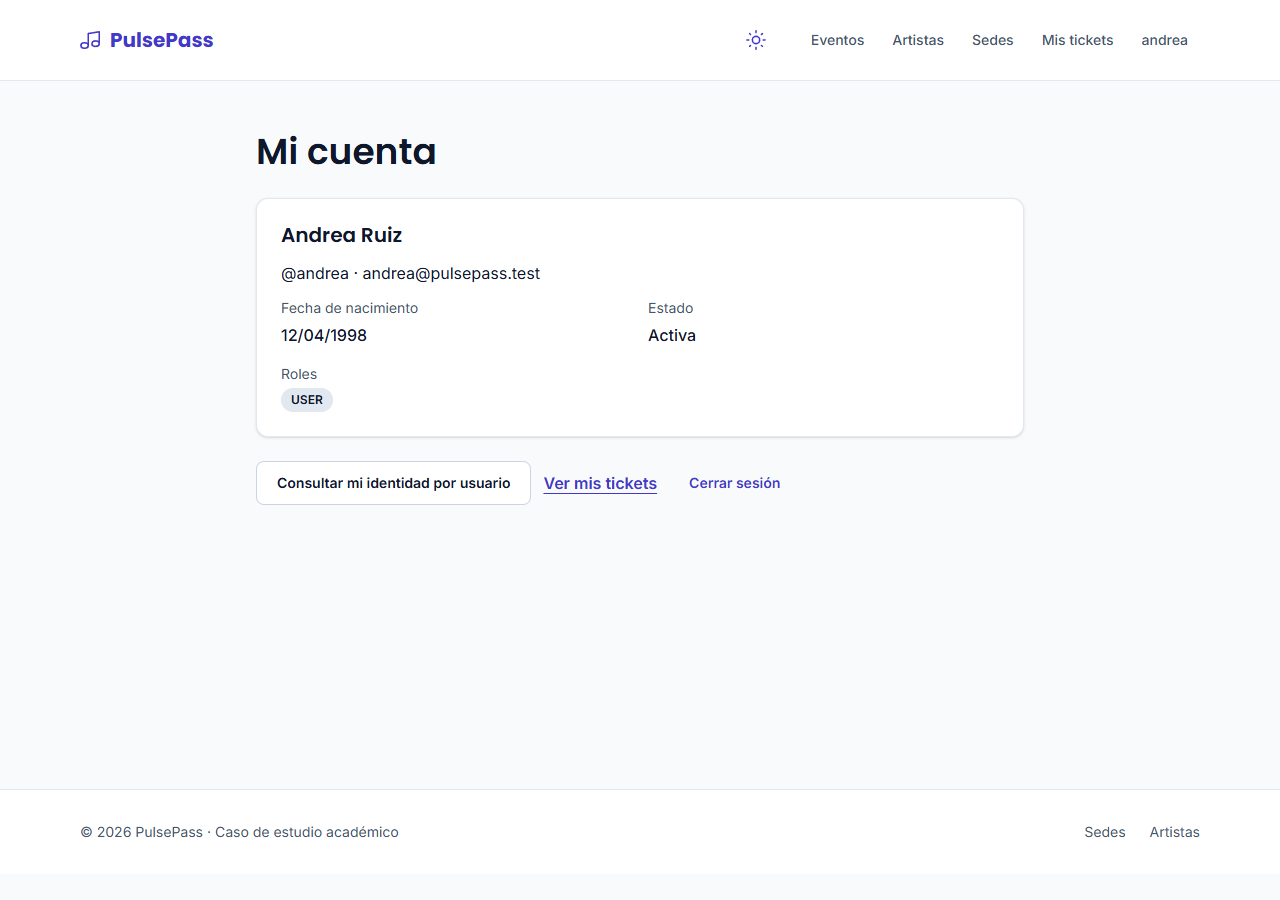 PulsePass
Eventos Artistas Sedes Mis tickets andrea
Mi cuenta
Andrea Ruiz
@andrea · andrea@pulsepass.test
Fecha de nacimiento Estado
12/04/1998 Activa
Roles
USER
Consultar mi identidad por usuario Ver mis tickets Cerrar sesión
© 2026 PulsePass · Caso de estudio académico Sedes Artistas